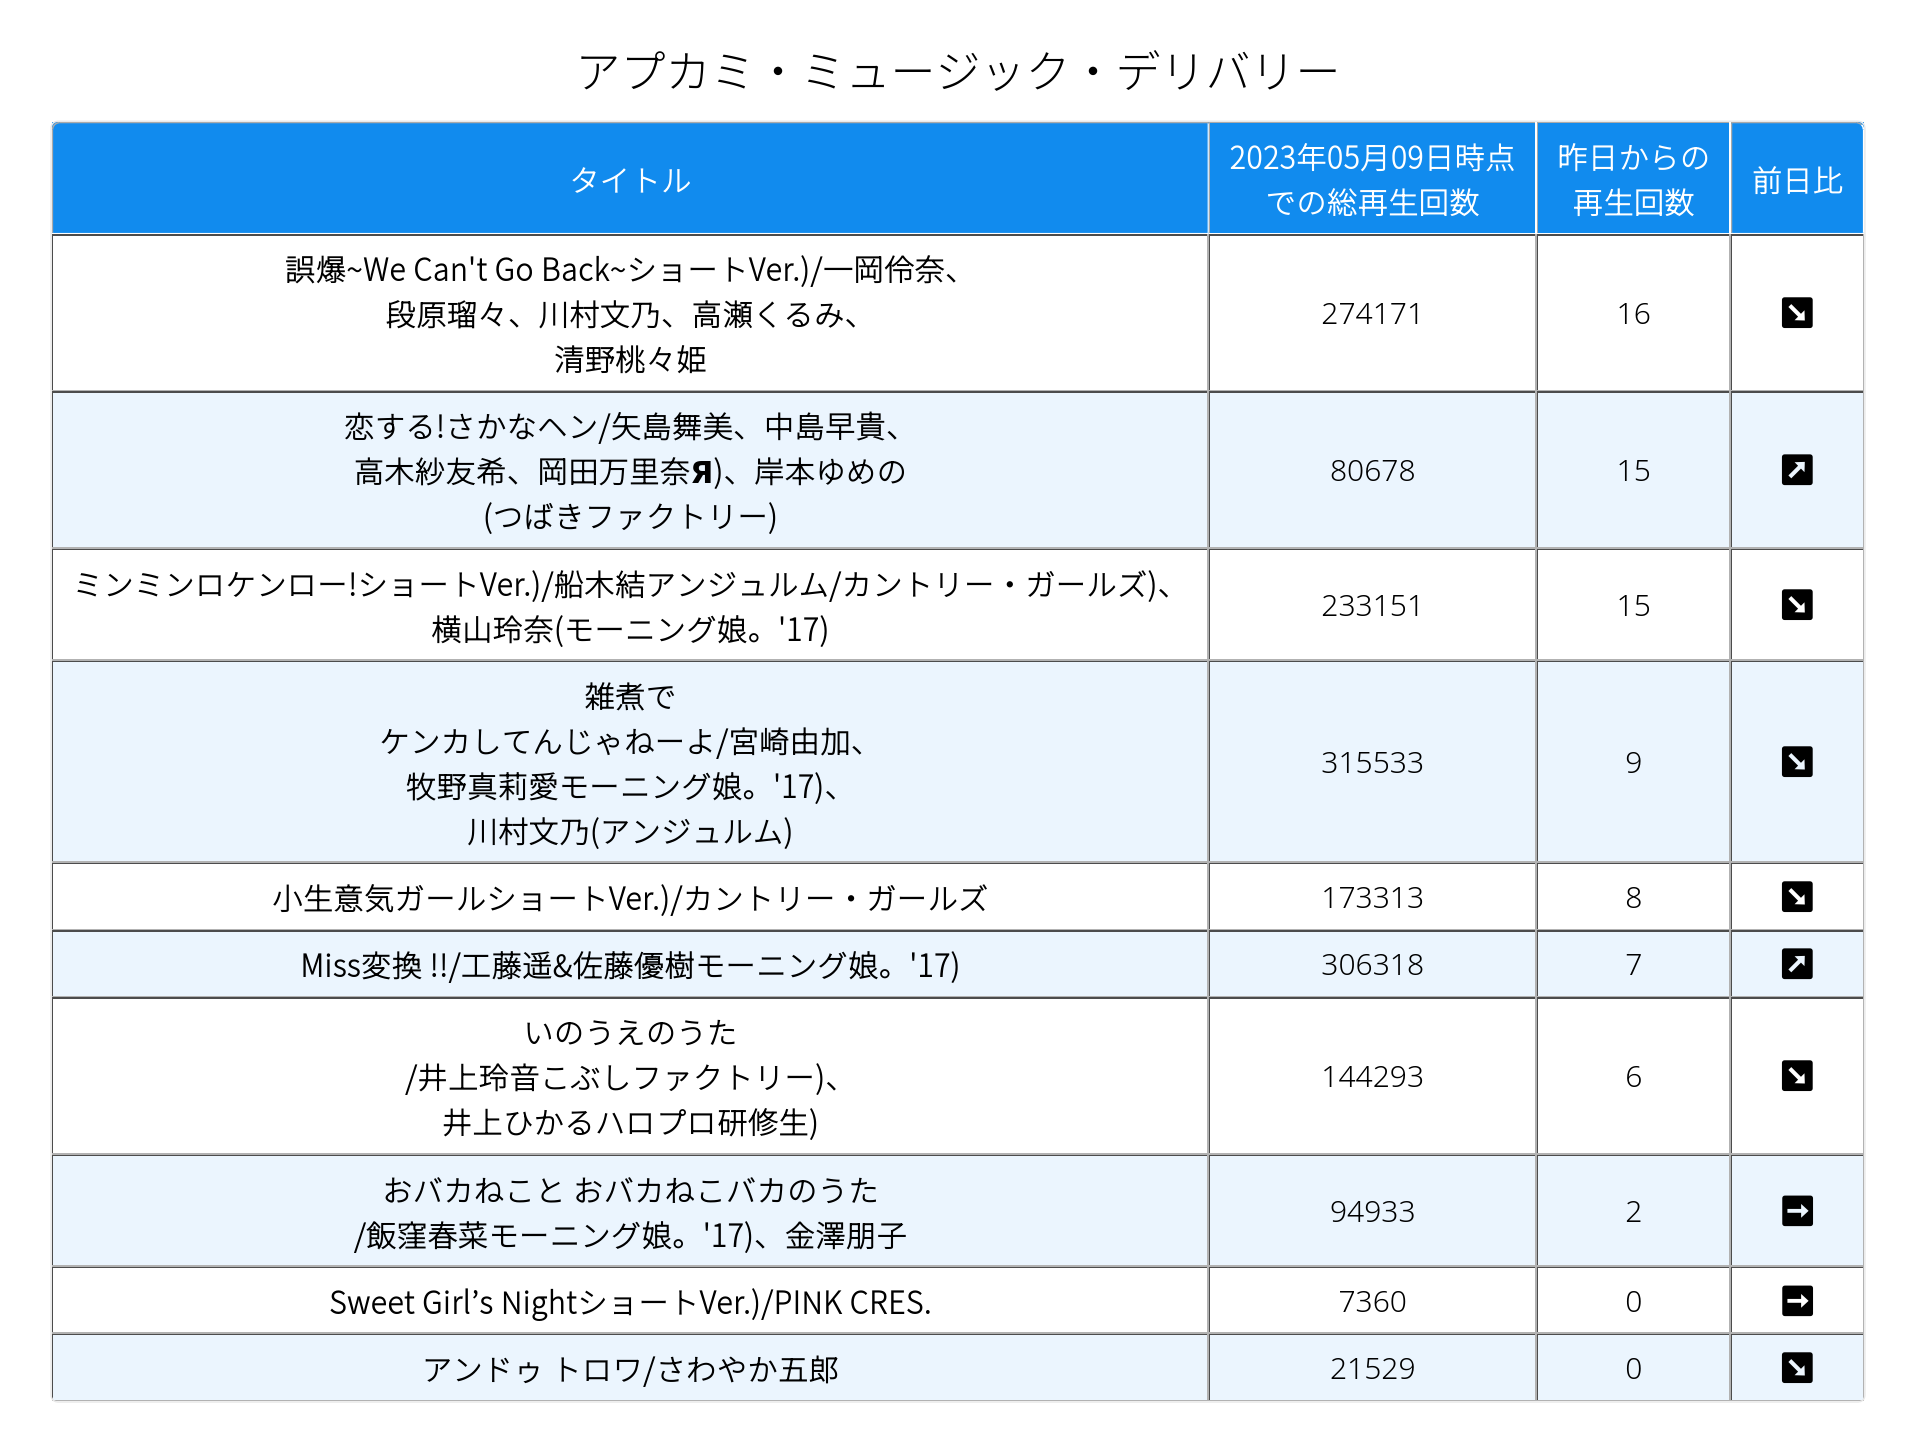 アプカミ・ミュージック・デリバリー
タイトル
2023年05月09日時点
での総再生回数
昨日からの
再生回数
前日比
誤爆~We Can't Go Back~ショートVer.)/一岡伶奈、
段原瑠々、川村文乃、高瀬くるみ、
清野桃々姫
274171
16
恋する!さかなヘン/矢島舞美、中島早貴、
高木紗友希、岡田万里奈Я)、岸本ゆめの
(つばきファクトリー)
80678
15
ミンミンロケンロー!ショートVer.)/船木結アンジュルム/カントリー・ガールズ)、
横山玲奈(モーニング娘。'17)
233151
15
雑煮で
ケンカしてんじゃねーよ/宮崎由加、
牧野真莉愛モーニング娘。'17)、
川村文乃(アンジュルム)
315533
9
小生意気ガールショートVer.)/カントリー・ガールズ
173313
8
Miss変換 !!/工藤遥&佐藤優樹モーニング娘。'17)
306318
7
いのうえのうた
/井上玲音こぶしファクトリー)、
井上ひかるハロプロ研修生)
144293
6
おバカねこと おバカねこバカのうた
/飯窪春菜モーニング娘。'17)、金澤朋子
94933
2
Sweet Girl’s NightショートVer.)/PINK CRES.
7360
0
アンドゥ トロワ/さわやか五郎
21529
0